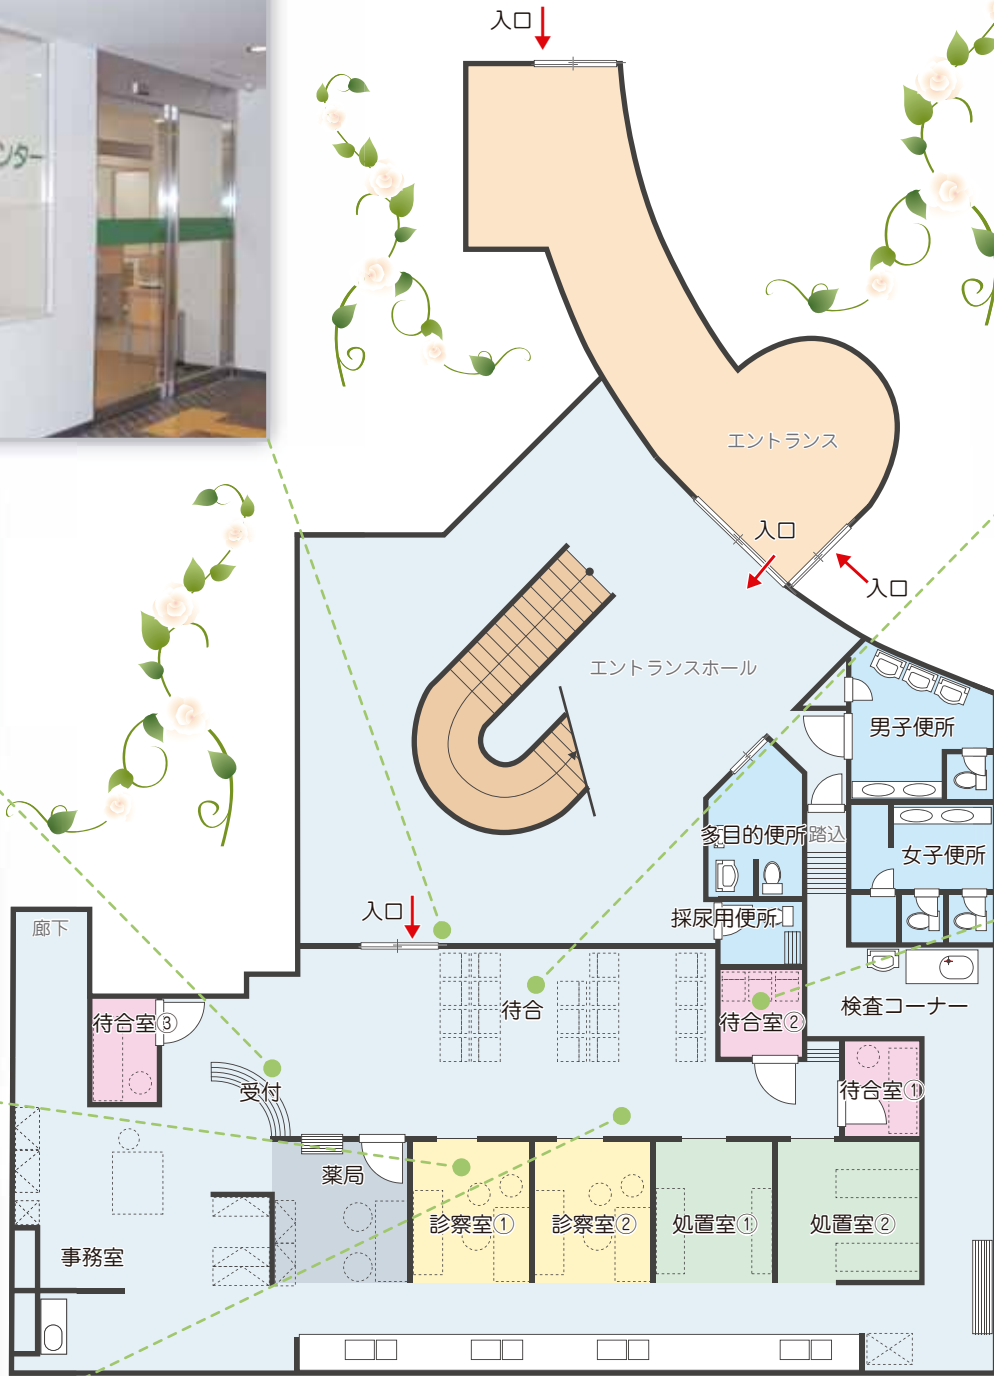 入口
ンター
エントランス
入口
入口
エントランスホール
男子便所
多目的便所
踏込
女子便所
入口
採尿用便所
廊下
待合
待合室②
検査コーナー
待合室③
受付
待合室①
薬局
診察室①
診察室②
処置室①
処置室②
事務室